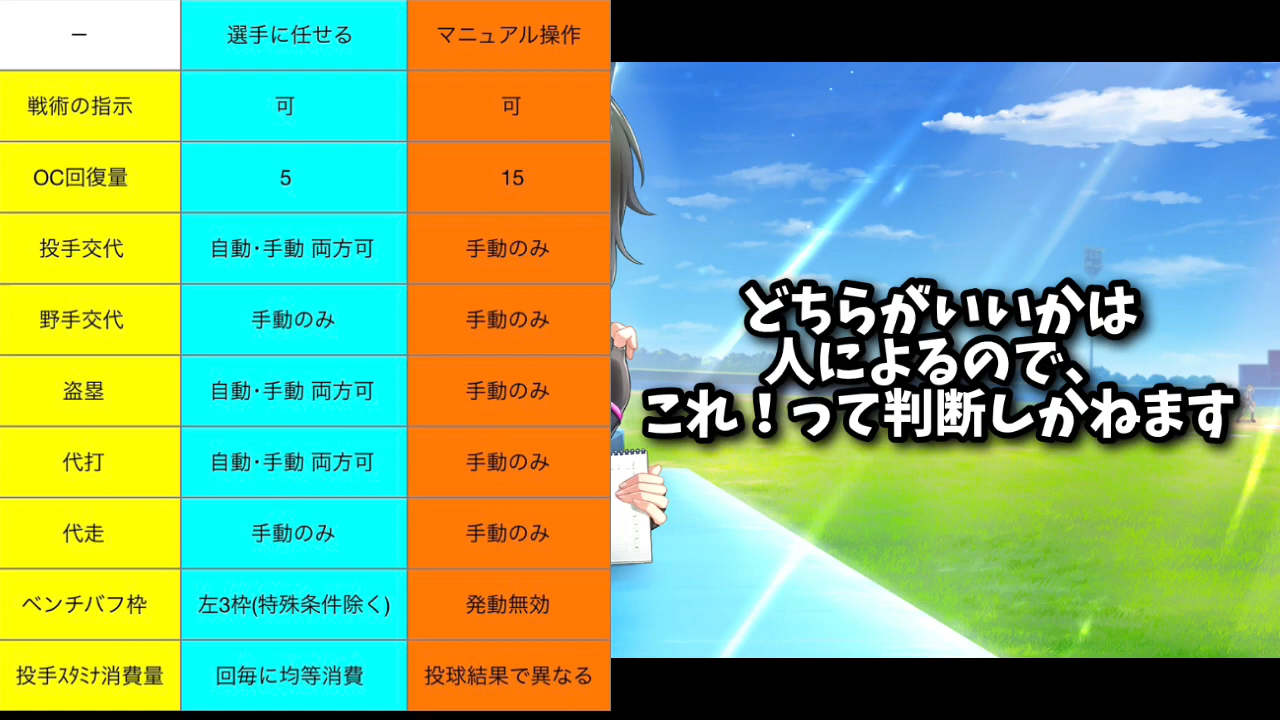 － 選手に任せる マニュアル操作
戦術の指示 可 可
OC回復量 5 15
投手交代 自動･手動 両方可 手動のみ
野手交代 手動のみ 手動のみ
盗塁 自動･手動 両方可 手動のみ
代打 自動･手動 両方可 手動のみ
代走 手動のみ 手動のみ
ベンチバフ枠 左3枠(特殊条件除く) 発動無効
投手ｽﾀﾐﾅ消費量 回毎に均等消費 投球結果で異なる
どちらがいいかは
人によるので、
これ！って判断しかねます